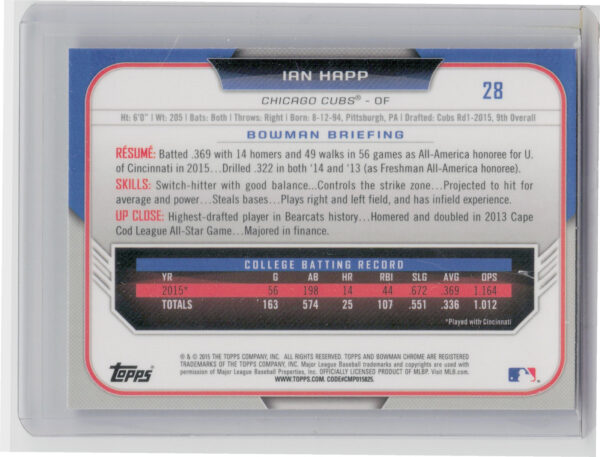 IAN HAPP
28
CHICAGO CUBS® - OF
Ht: 6'0" | Wt: 205 | Bats: Both | Throws: Right | Born: 8-12-94, Pittsburgh, PA | Drafted: Cubs Rd1-2015, 9th Overall
BOWMAN BRIEFING
RÉSUMÉ: Batted .369 with 14 homers and 49 walks in 56 games as All-America honoree for U.
of Cincinnati in 2015...Drilled .322 in both '14 and '13 (as Freshman All-America honoree).
SKILLS: Switch-hitter with good balance...Controls the strike zone...Projected to hit for
average and power...Steals bases...Plays right and left field, and has infield experience.
UP CLOSE: Highest-drafted player in Bearcats history...Homered and doubled in 2013 Cape
Cod League All-Star Game...Majored in finance.
COLLEGE BATTING RECORD
YR G AB HR RBI SLG AVG OPS
2015* 56 198 14 44 .672 .369 1.164
TOTALS 163 574 25 107 .551 .336 1.012
*Played with Cincinnati
® & © 2015 THE TOPPS COMPANY, INC. ALL RIGHTS RESERVED. TOPPS AND BOWMAN CHROME ARE REGISTERED
TRADEMARKS OF THE TOPPS COMPANY, INC. Major League Baseball trademarks and copyrights are used with
permission of Major League Baseball Properties, Inc. OFFICIALLY LICENSED PRODUCT OF MLBP. Visit MLB.com.
WWW.TOPPS.COM. CODE#CMP015825.
Topps